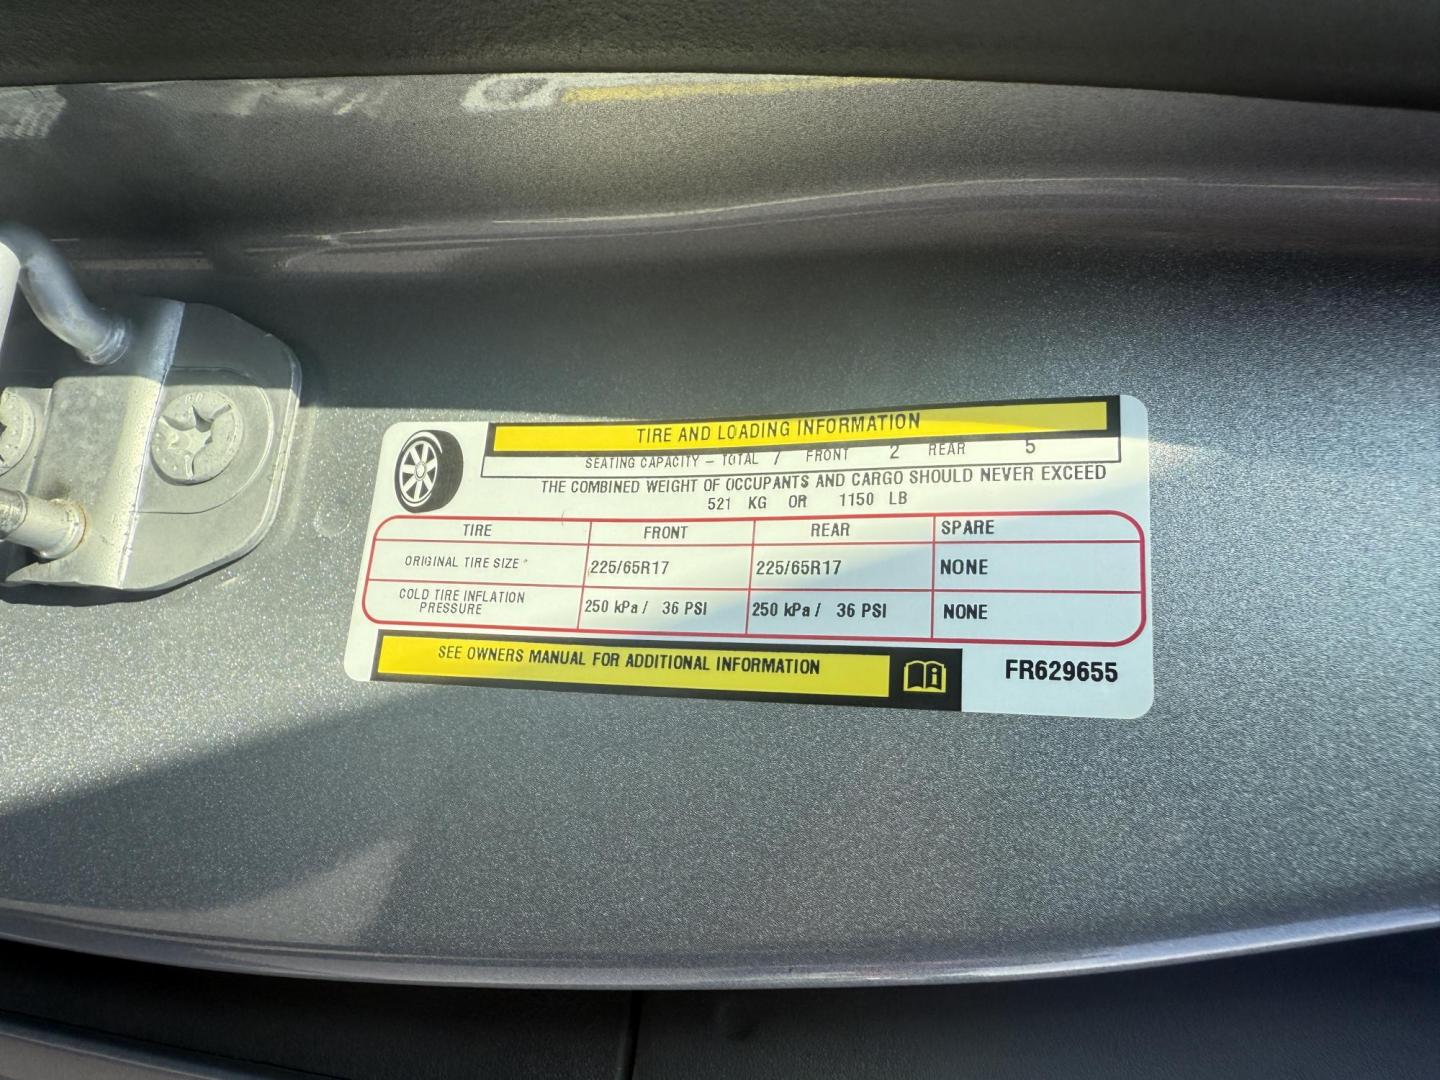 TIRE AND LOADING INFORMATION
SEATING CAPACITY – TOTAL 7 FRONT 2 REAR 5
THE COMBINED WEIGHT OF OCCUPANTS AND CARGO SHOULD NEVER EXCEED
521 KG OR 1150 LB
TIRE FRONT REAR SPARE
ORIGINAL TIRE SIZE 225/65R17 225/65R17 NONE
COLD TIRE INFLATION
PRESSURE 250 kPa / 36 PSI 250 kPa / 36 PSI NONE
SEE OWNERS MANUAL FOR ADDITIONAL INFORMATION
FR629655